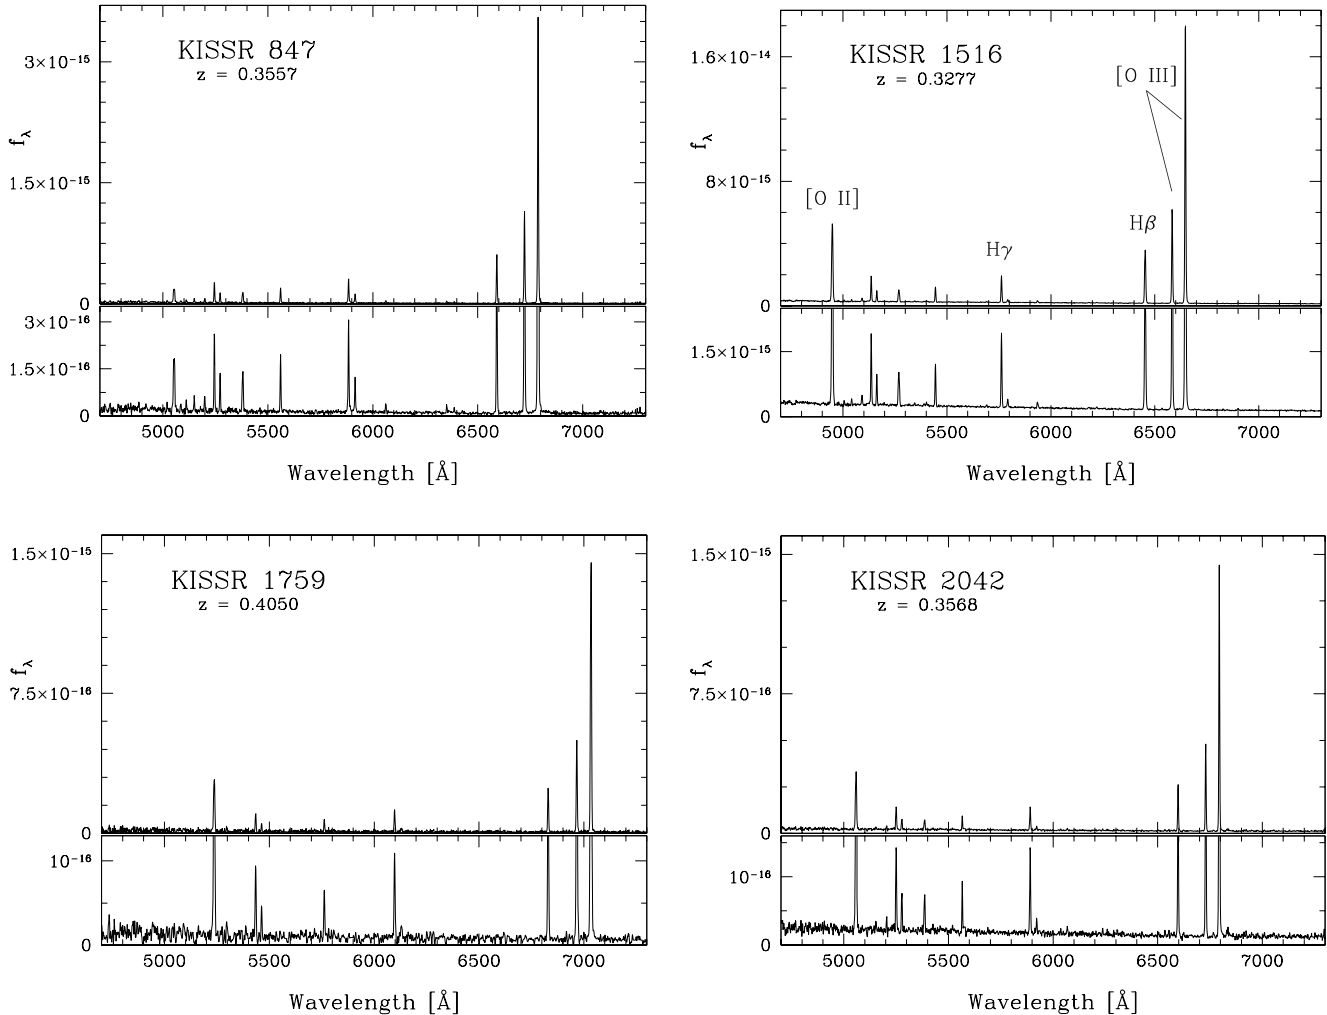 KISSR 847
z = 0.3557
3×10⁻¹⁵
1.5×10⁻¹⁵
0
3×10⁻¹⁶
1.5×10⁻¹⁶
0
f_λ
5000 5500 6000 6500 7000
Wavelength [Å]
KISSR 1516
z = 0.3277
[O III]
[O II]
Hγ
Hβ
1.6×10⁻¹⁴
8×10⁻¹⁵
0
1.5×10⁻¹⁵
0
f_λ
5000 5500 6000 6500 7000
Wavelength [Å]
KISSR 1759
z = 0.4050
1.5×10⁻¹⁵
7.5×10⁻¹⁶
0
10⁻¹⁶
0
f_λ
5000 5500 6000 6500 7000
Wavelength [Å]
KISSR 2042
z = 0.3568
1.5×10⁻¹⁵
7.5×10⁻¹⁶
0
10⁻¹⁶
0
f_λ
5000 5500 6000 6500 7000
Wavelength [Å]